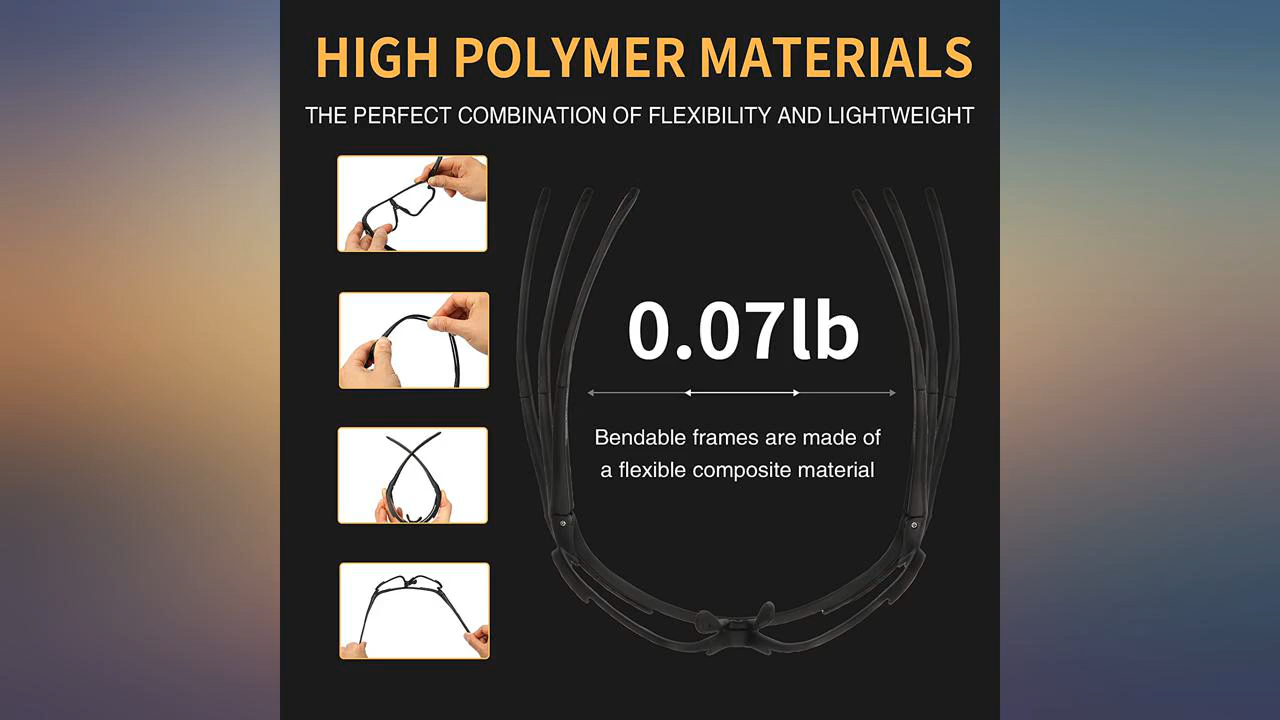 HIGH POLYMER MATERIALS
THE PERFECT COMBINATION OF FLEXIBILITY AND LIGHTWEIGHT
0.07lb
Bendable frames are made of
a flexible composite material